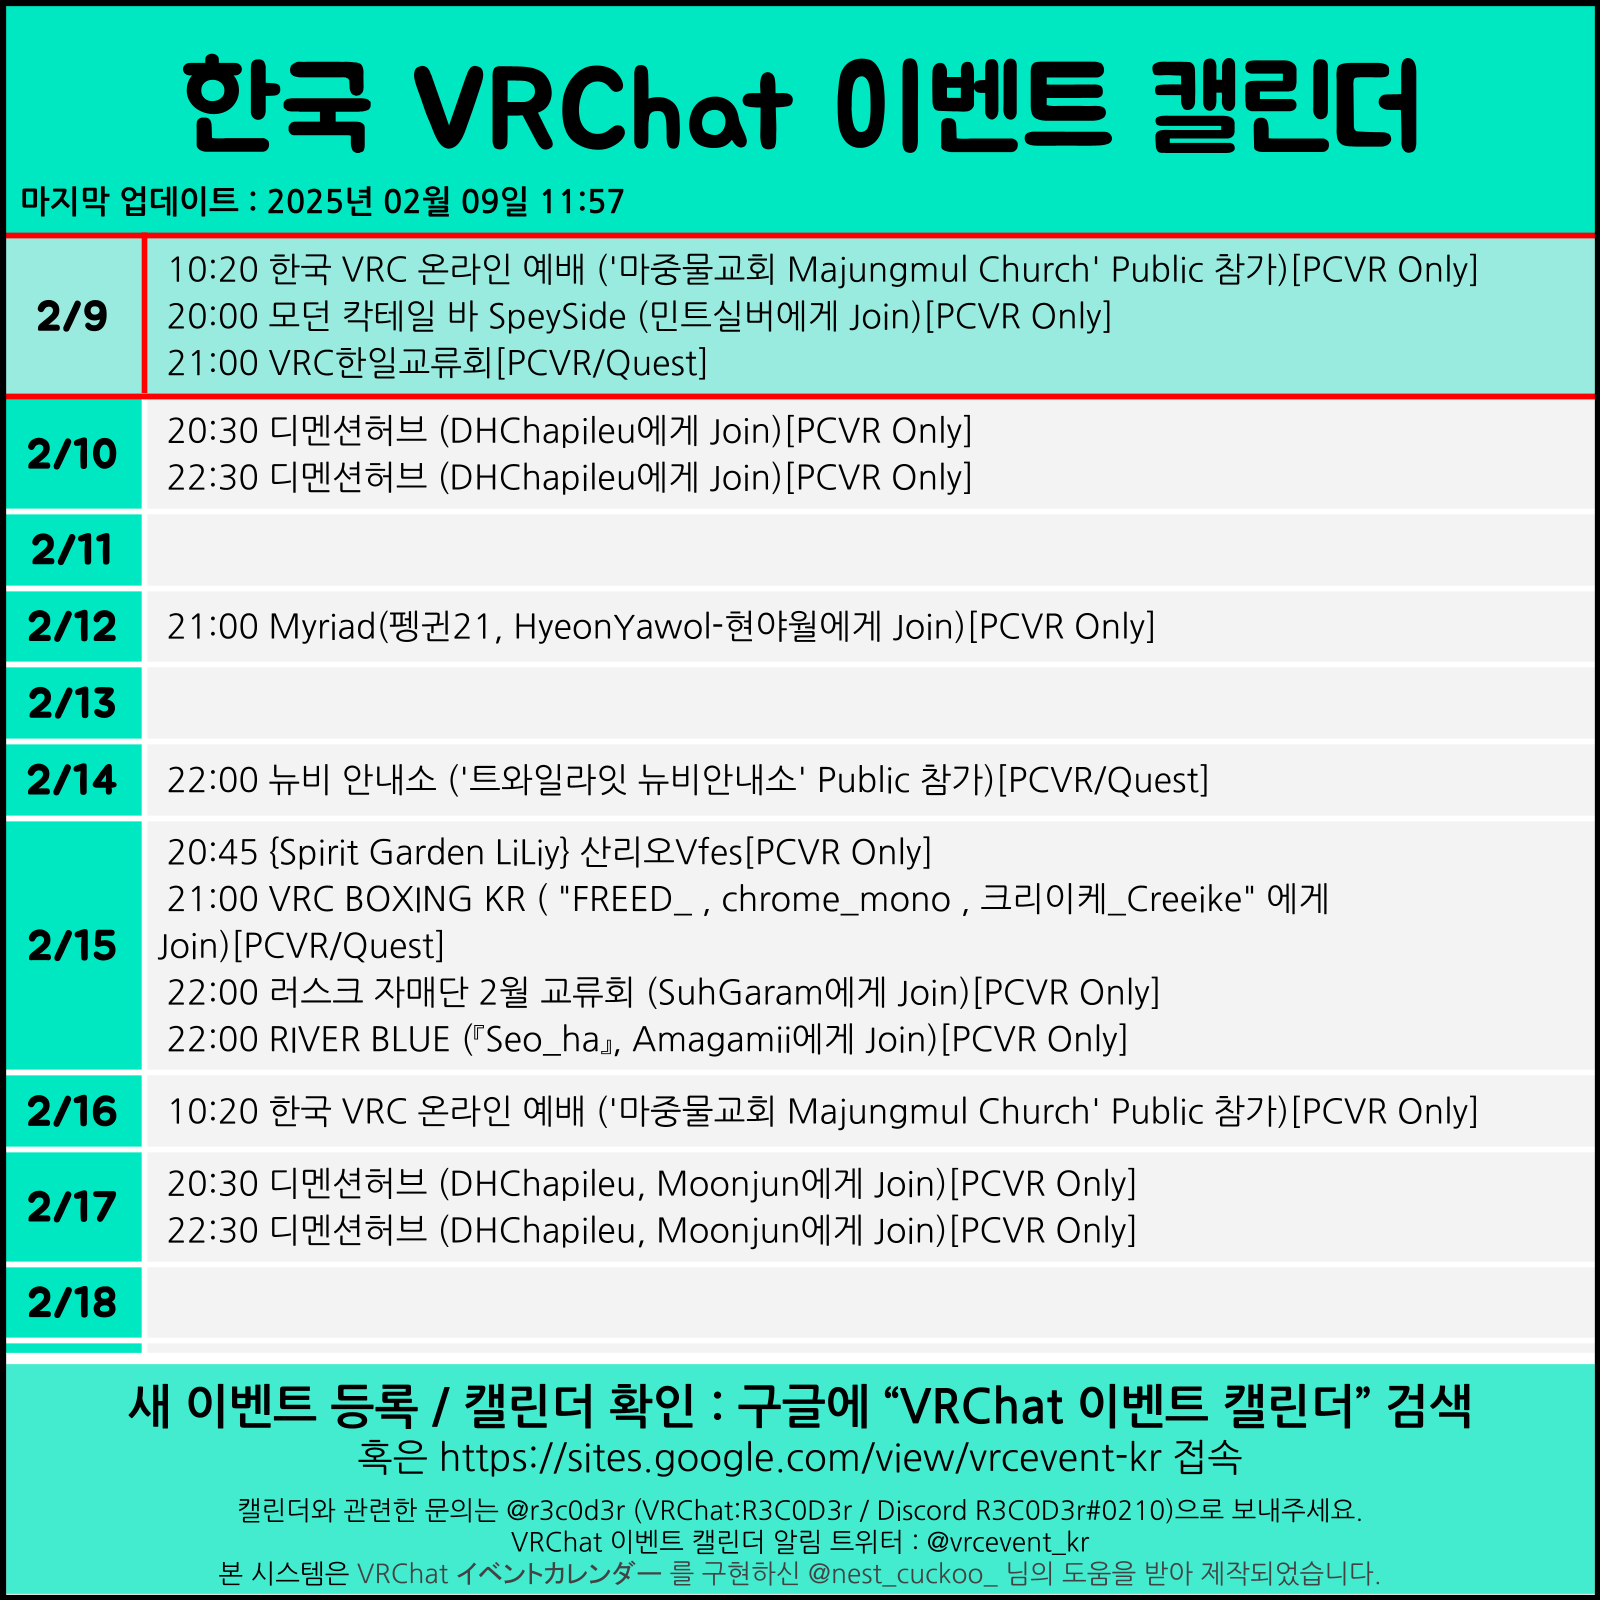 한국 VRChat 이벤트 캘린더
마지막 업데이트 : 2025년 02월 09일 11:57
2/9
10:20 한국 VRC 온라인 예배 ('마중물교회 Majungmul Church' Public 참가)[PCVR Only]
20:00 모던 칵테일 바 SpeySide (민트실버에게 Join)[PCVR Only]
21:00 VRC한일교류회[PCVR/Quest]
2/10
20:30 디멘션허브 (DHChapileu에게 Join)[PCVR Only]
22:30 디멘션허브 (DHChapileu에게 Join)[PCVR Only]
2/11
2/12
21:00 Myriad(펭귄21, HyeonYawol-현야월에게 Join)[PCVR Only]
2/13
2/14
22:00 뉴비 안내소 ('트와일라잇 뉴비안내소' Public 참가)[PCVR/Quest]
2/15
20:45 {Spirit Garden LiLiy} 산리오Vfes[PCVR Only]
21:00 VRC BOXING KR ( "FREED_ , chrome_mono , 크리이케_Creeike" 에게
Join)[PCVR/Quest]
22:00 러스크 자매단 2월 교류회 (SuhGaram에게 Join)[PCVR Only]
22:00 RIVER BLUE (『Seo_ha』, Amagamii에게 Join)[PCVR Only]
2/16
10:20 한국 VRC 온라인 예배 ('마중물교회 Majungmul Church' Public 참가)[PCVR Only]
2/17
20:30 디멘션허브 (DHChapileu, Moonjun에게 Join)[PCVR Only]
22:30 디멘션허브 (DHChapileu, Moonjun에게 Join)[PCVR Only]
2/18
새 이벤트 등록 / 캘린더 확인 : 구글에 “VRChat 이벤트 캘린더” 검색
혹은 https://sites.google.com/view/vrcevent-kr 접속
캘린더와 관련한 문의는 @r3c0d3r (VRChat:R3C0D3r / Discord R3C0D3r#0210)으로 보내주세요.
VRChat 이벤트 캘린더 알림 트위터 : @vrcevent_kr
본 시스템은 VRChat イベントカレンダー 를 구현하신 @nest_cuckoo_ 님의 도움을 받아 제작되었습니다.